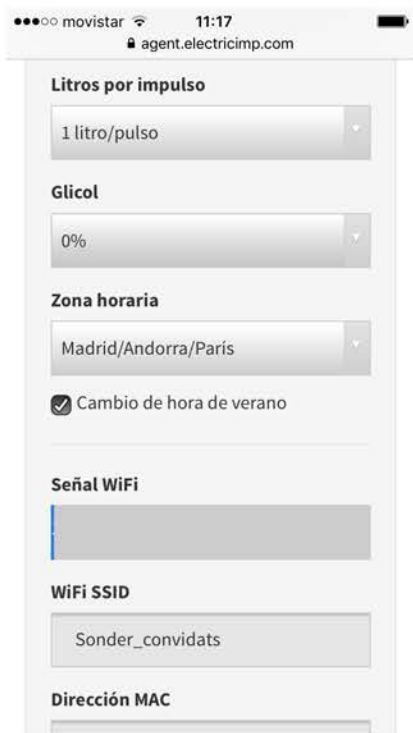 movistar 11:17
agent.electricimp.com
Litros por impulso
1 litro/pulso
Glicol
0%
Zona horaria
Madrid/Andorra/París
Cambio de hora de verano
Señal WiFi
WiFi SSID
Sonder_convidats
Dirección MAC